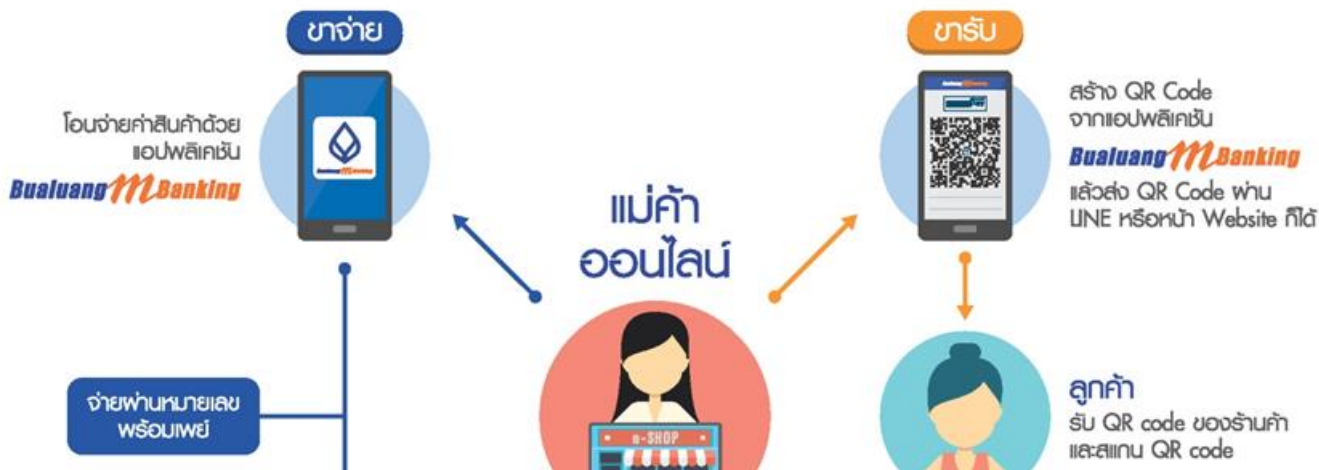 ขาจ่าย
โอนจ่ายค่าสินค้าด้วย
แอปพลิเคชัน
Bualuang mBanking
Bualuang mBanking
จ่ายผ่านหมายเลข
พร้อมเพย์
แม่ค้า
ออนไลน์
e-SHOP
ขารับ
สร้าง QR Code
จากแอปพลิเคชัน
Bualuang mBanking
แล้วส่ง QR Code ผ่าน
LINE หรือหน้า Website ก็ได้
ลูกค้า
รับ QR code ของร้านค้า
และสแกน QR code